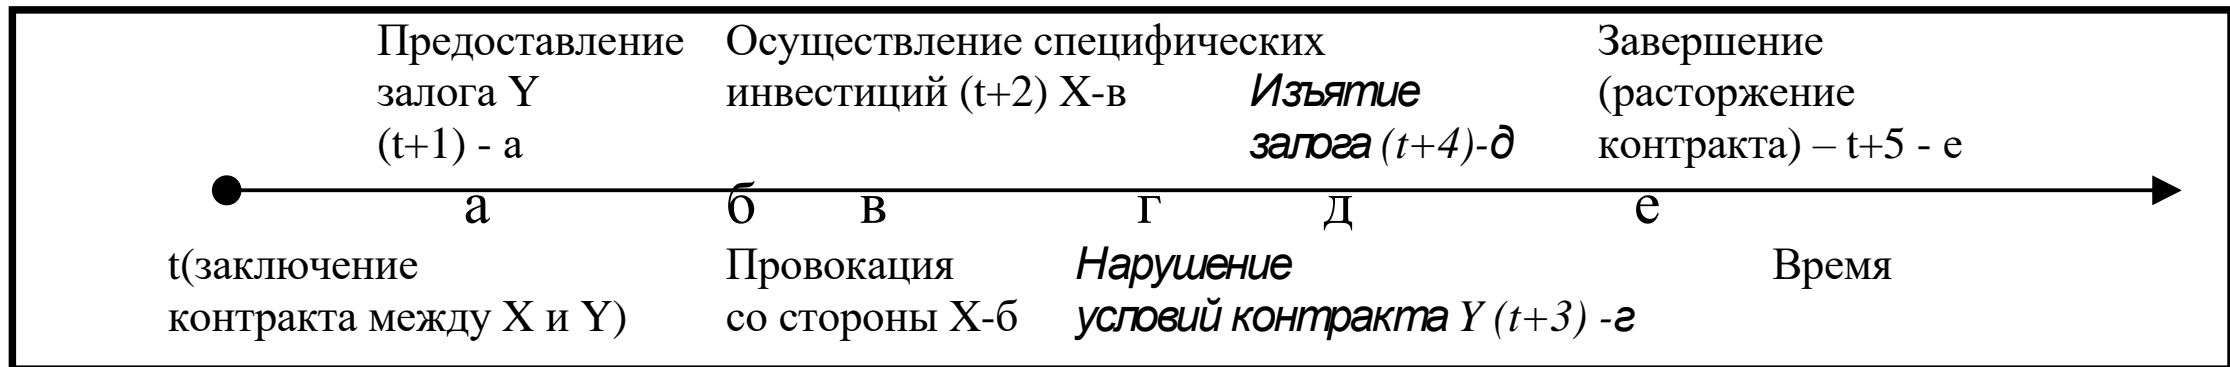 Предоставление
залога Y
(t+1) - а
Осуществление специфических
инвестиций (t+2) X-в
Изъятие
залога (t+4)-д
Завершение
(расторжение
контракта) – t+5 - е
а б в г д е
t(заключение
контракта между X и Y)
Провокация
со стороны X-б
Нарушение
условий контракта Y (t+3) -г
Время